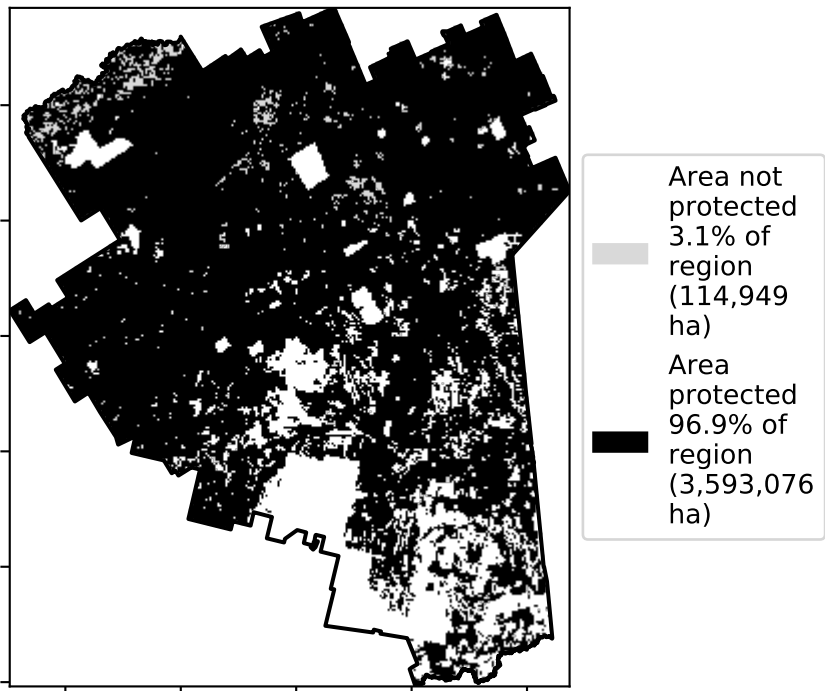 Area not
protected
3.1% of
region
(114,949
ha)
Area
protected
96.9% of
region
(3,593,076
ha)